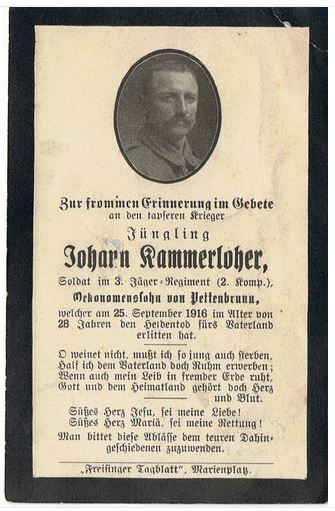 Zur frommen Erinnerung im Gebete
an den tapferen Krieger
Jüngling
Johann Kammerloher,
Soldat im 3. Jäger-Regiment (2. Komp.),
Oekonomenssohn von Pettenbrunn,
welcher am 25. September 1916 im Alter von
28 Jahren den Heldentod fürs Vaterland
erlitten hat.
O weinet nicht, mußt ich so jung auch sterben,
Half ich dem Vaterland doch Ruhm erwerben;
Wenn auch mein Leib in fremder Erde ruht,
Gott und dem Heimatland gehört doch Herz
und Blut.
Süßes Herz Jesu, sei meine Liebe!
Süßes Herz Mariä, sei meine Rettung!
Man bittet diese Ablässe dem teuren Dahin-
geschiedenen zuzuwenden.
„Freisinger Tagblatt", Marienplatz.